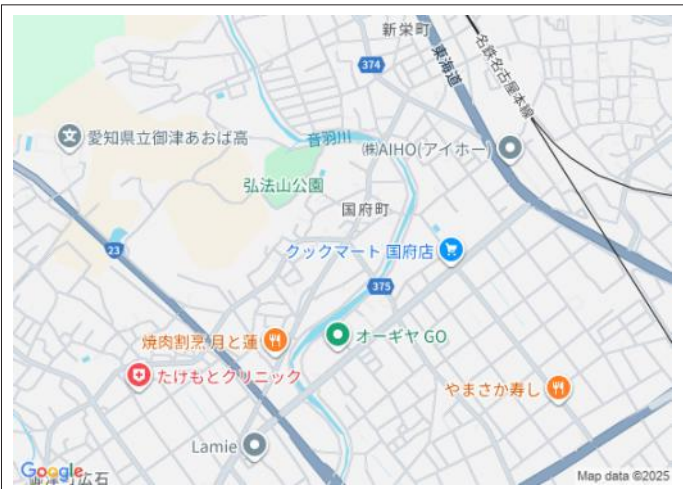 新栄町
374
東海道
名鉄名古屋本線
愛知県立御津あおば高
音羽川
㈱AIHO(アイホー)
弘法山公園
国府町
23
クックマート 国府店
375
焼肉割烹 月と蓮
オーギヤ GO
たけもとクリニック
やまさか寿し
Lamie
Google
広石
Map data ©2025